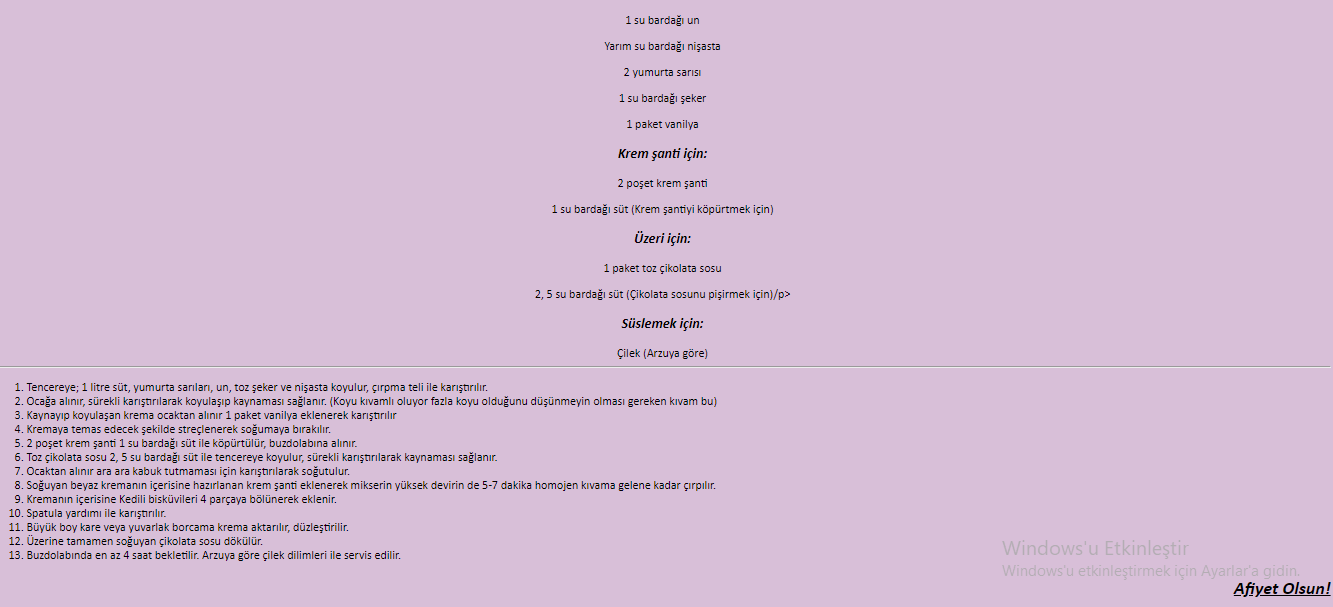 1 su bardağı un
Yarım su bardağı nişasta
2 yumurta sarısı
1 su bardağı şeker
1 paket vanilya
Krem şanti için:
2 poşet krem şanti
1 su bardağı süt (Krem şantiyi köpürtmek için)
Üzeri için:
1 paket toz çikolata sosu
2, 5 su bardağı süt (Çikolata sosunu pişirmek için)/p>
Süslemek için:
Çilek (Arzuya göre)
1. Tencereye; 1 litre süt, yumurta sarıları, un, toz şeker ve nişasta koyulur, çırpma teli ile karıştırılır.
2. Ocağa alınır, sürekli karıştırılarak koyulaşıp kaynaması sağlanır. (Koyu kıvamlı oluyor fazla koyu olduğunu düşünmeyin olması gereken kıvam bu)
3. Kaynayıp koyulaşan krema ocaktan alınır 1 paket vanilya eklenerek karıştırılır
4. Kremaya temas edecek şekilde streçlenerek soğumaya bırakılır.
5. 2 poşet krem şanti 1 su bardağı süt ile köpürtülür, buzdolabına alınır.
6. Toz çikolata sosu 2, 5 su bardağı süt ile tencereye koyulur, sürekli karıştırılarak kaynaması sağlanır.
7. Ocaktan alınır ara ara kabuk tutmaması için karıştırılarak soğutulur.
8. Soğuyan beyaz kremanın içerisine hazırlanan krem şanti eklenerek mikserin yüksek devirin de 5-7 dakika homojen kıvama gelene kadar çırpılır.
9. Kremanın içerisine Kedili bisküvileri 4 parçaya bölünerek eklenir.
10. Spatula yardımı ile karıştırılır.
11. Büyük boy kare veya yuvarlak borcama krema aktarılır, düzleştirilir.
12. Üzerine tamamen soğuyan çikolata sosu dökülür.
13. Buzdolabında en az 4 saat bekletilir. Arzuya göre çilek dilimleri ile servis edilir.
Windows'u Etkinleştir
Windows'u etkinleştirmek için Ayarlar'a gidin.
Afiyet Olsun!